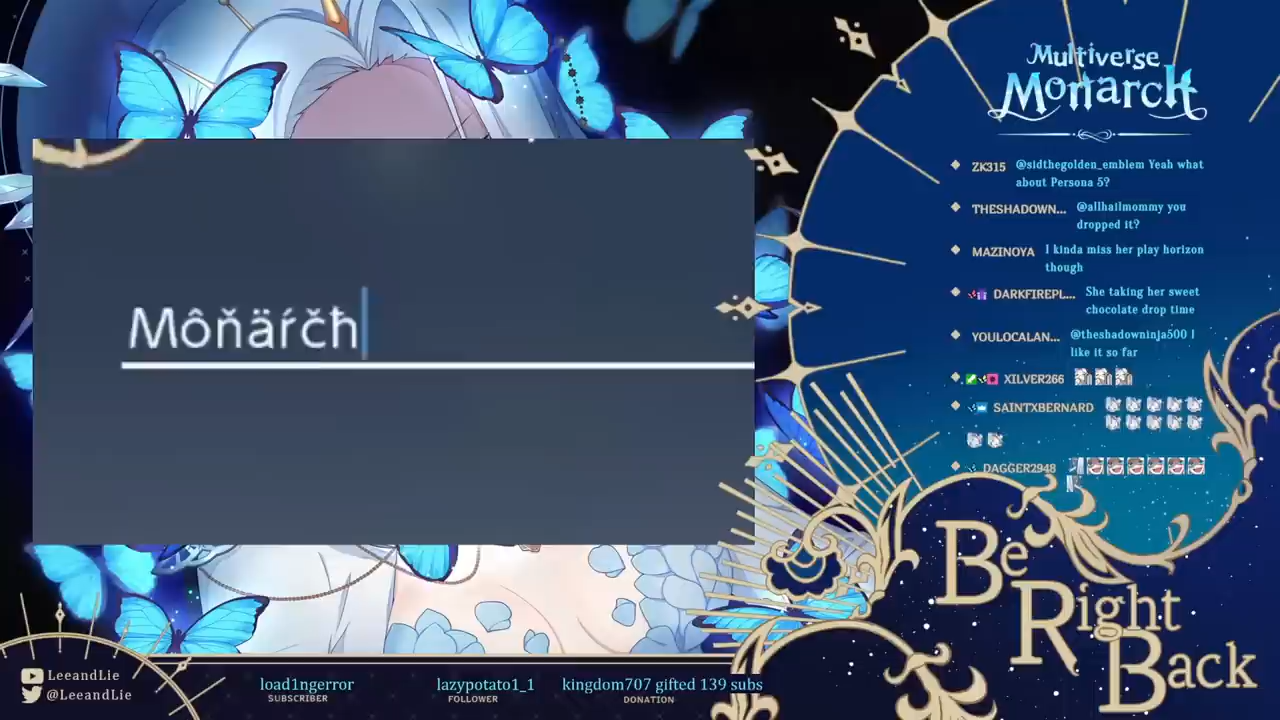 Multiverse
Monarch
ZK315 @sidthegolden_emblem Yeah what
about Persona 5?
THESHADOWN... @allhailmommy you
dropped it?
MAZINOYA I kinda miss her play horizon
though
DARKFIREPL... She taking her sweet
chocolate drop time
YOULOCALAN... @theshadowninja500 I
like it so far
XILVER266
SAINTXBERNARD
DAGGER2948
Môňäŕčħ
Be
Right
Back
LeeandLie
@LeeandLie
load1ngerror
SUBSCRIBER
lazypotato1_1
FOLLOWER
kingdom707 gifted 139 subs
DONATION